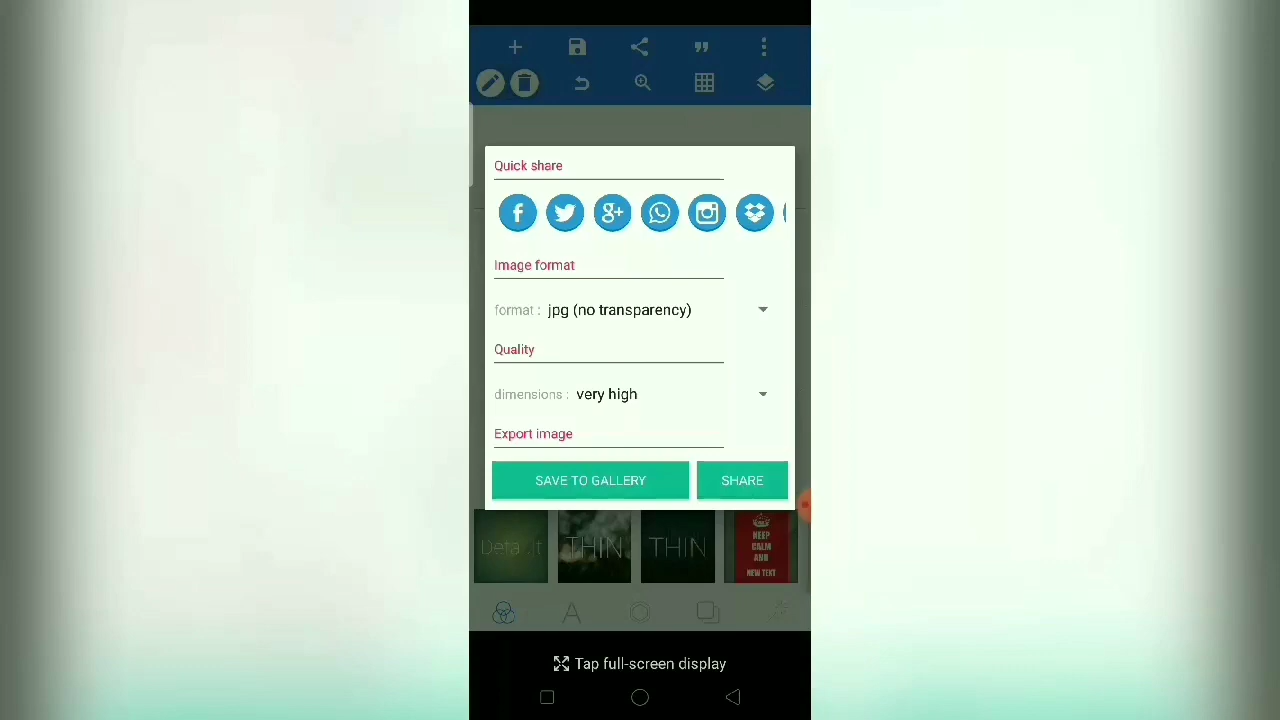 Quick share
Image format
format : jpg (no transparency)
Quality
dimensions : very high
Export image
SAVE TO GALLERY SHARE
THIN THIN
KEEP
CALM
AND
NEW TEXT
Tap full-screen display